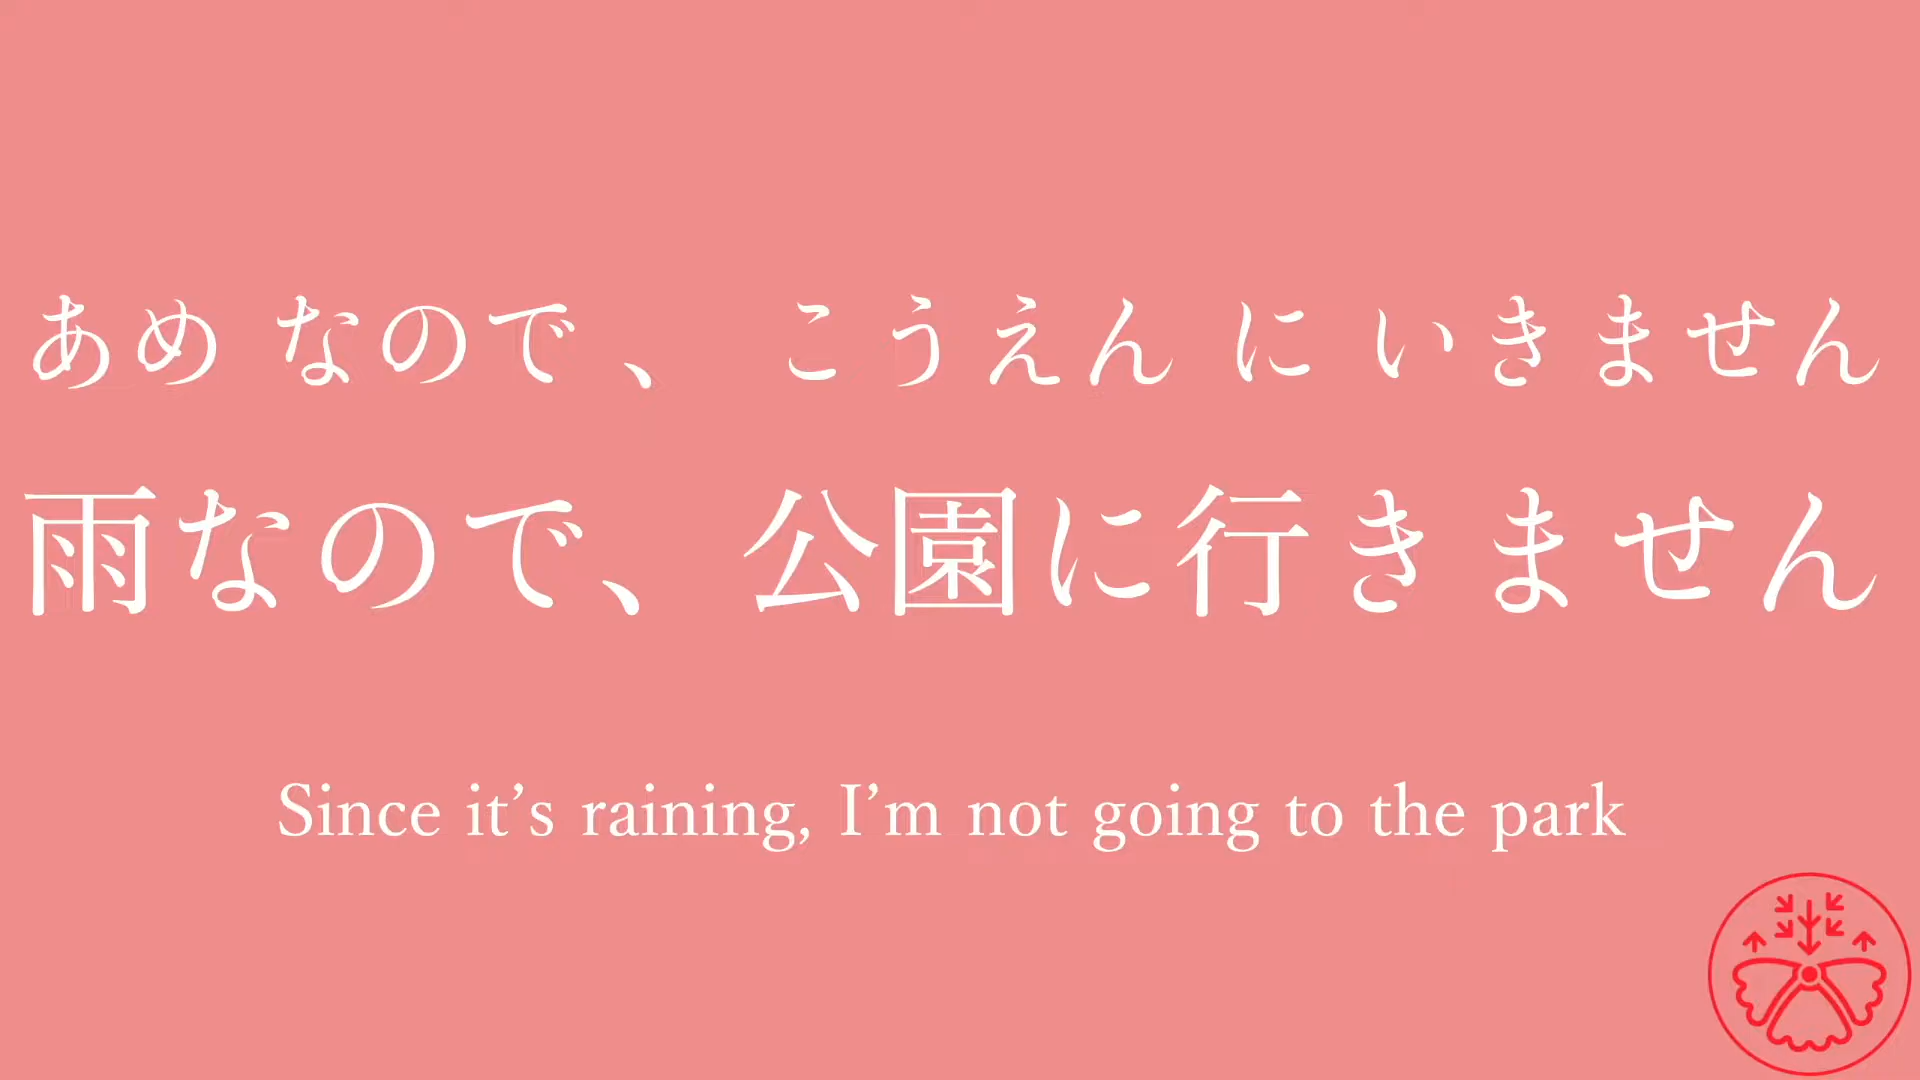 あめ なので 、 こうえん に いきません
雨なので、公園に行きません
Since it’s raining, I’m not going to the park